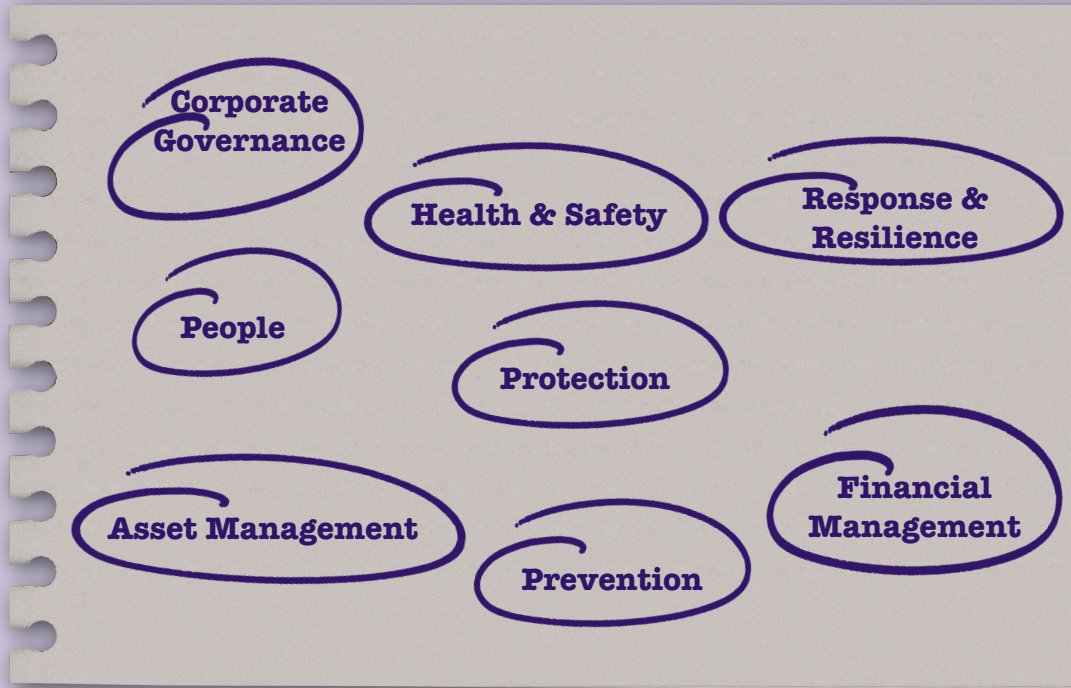 Corporate
Governance
Health & Safety
Response &
Resilience
People
Protection
Asset Management
Financial
Management
Prevention